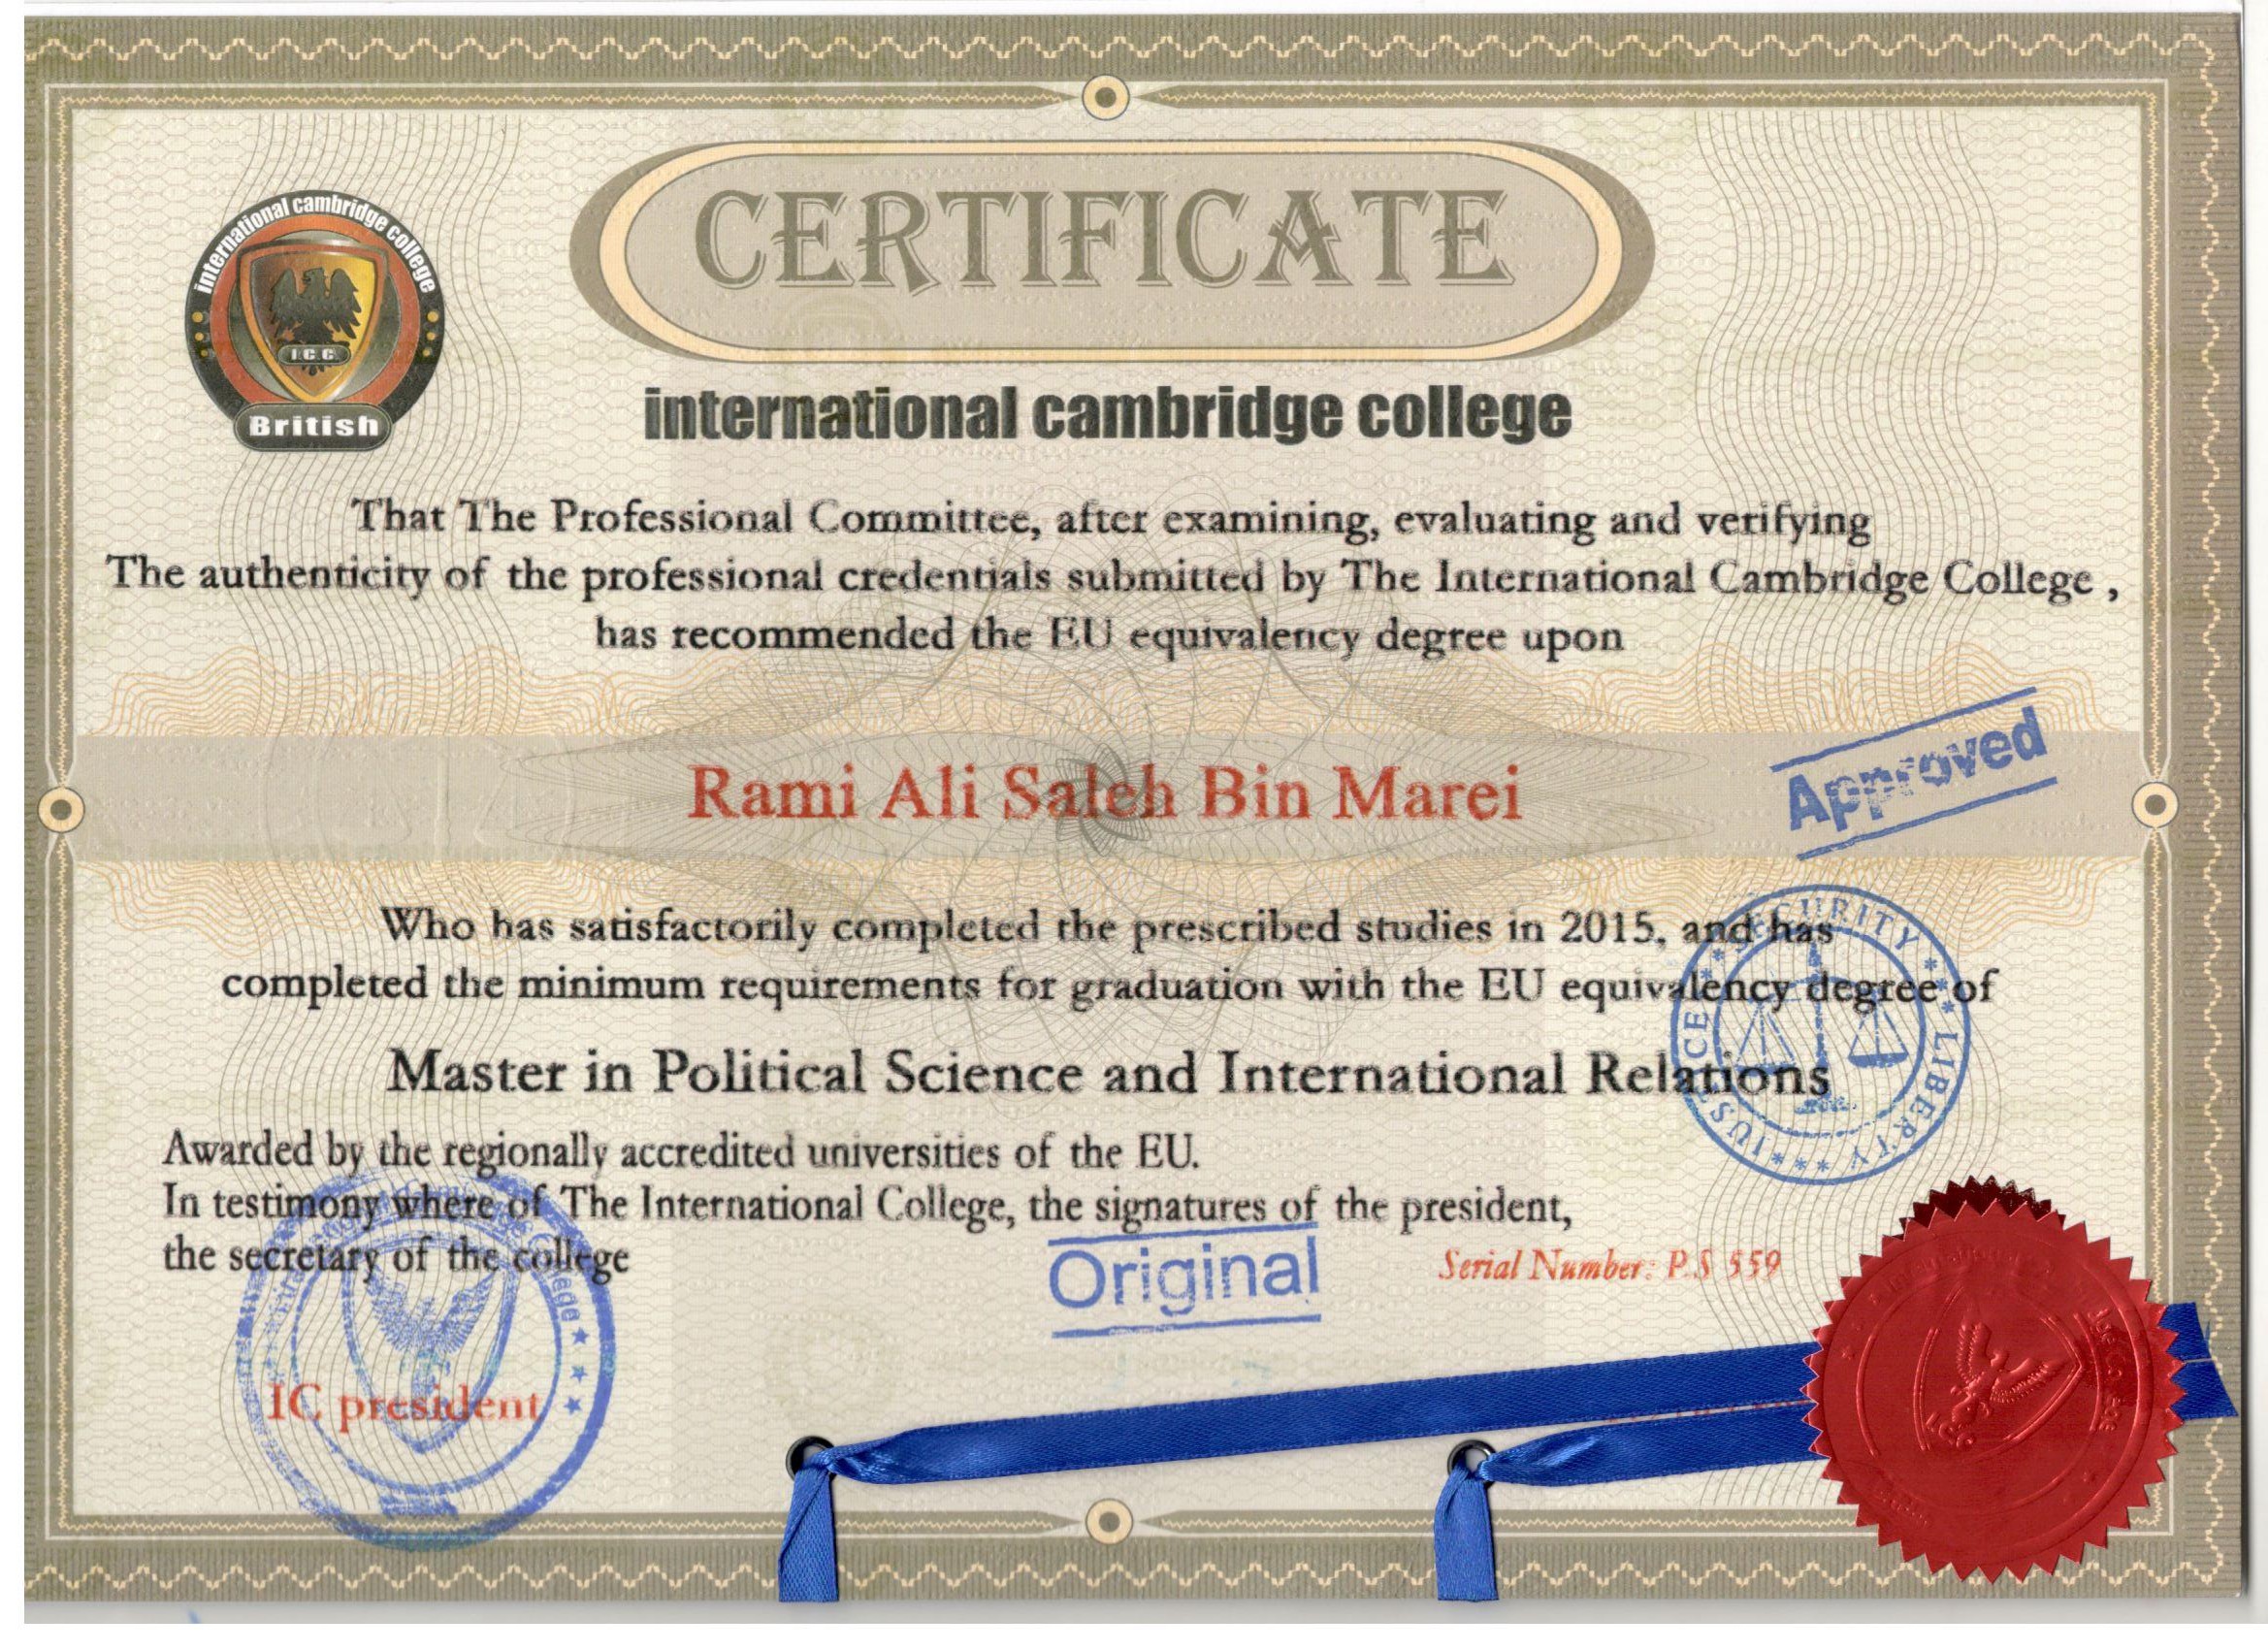 CERTIFICATE
international cambridge college
I.C.C.
British
international cambridge college
That The Professional Committee, after examining, evaluating and verifying
The authenticity of the professional credentials submitted by The International Cambridge College ,
has recommended the EU equivalency degree upon
Rami Ali Saleh Bin Marei
Approved
Who has satisfactorily completed the prescribed studies in 2015, and has
completed the minimum requirements for graduation with the EU equivalency degree of
SECURITY *** LIBERTY ***
Master in Political Science and International Relations
Awarded by the regionally accredited universities of the EU.
In testimony where of The International College, the signatures of the president,
the secretary of the college
Original
Serial Number: P.S 559
IC president